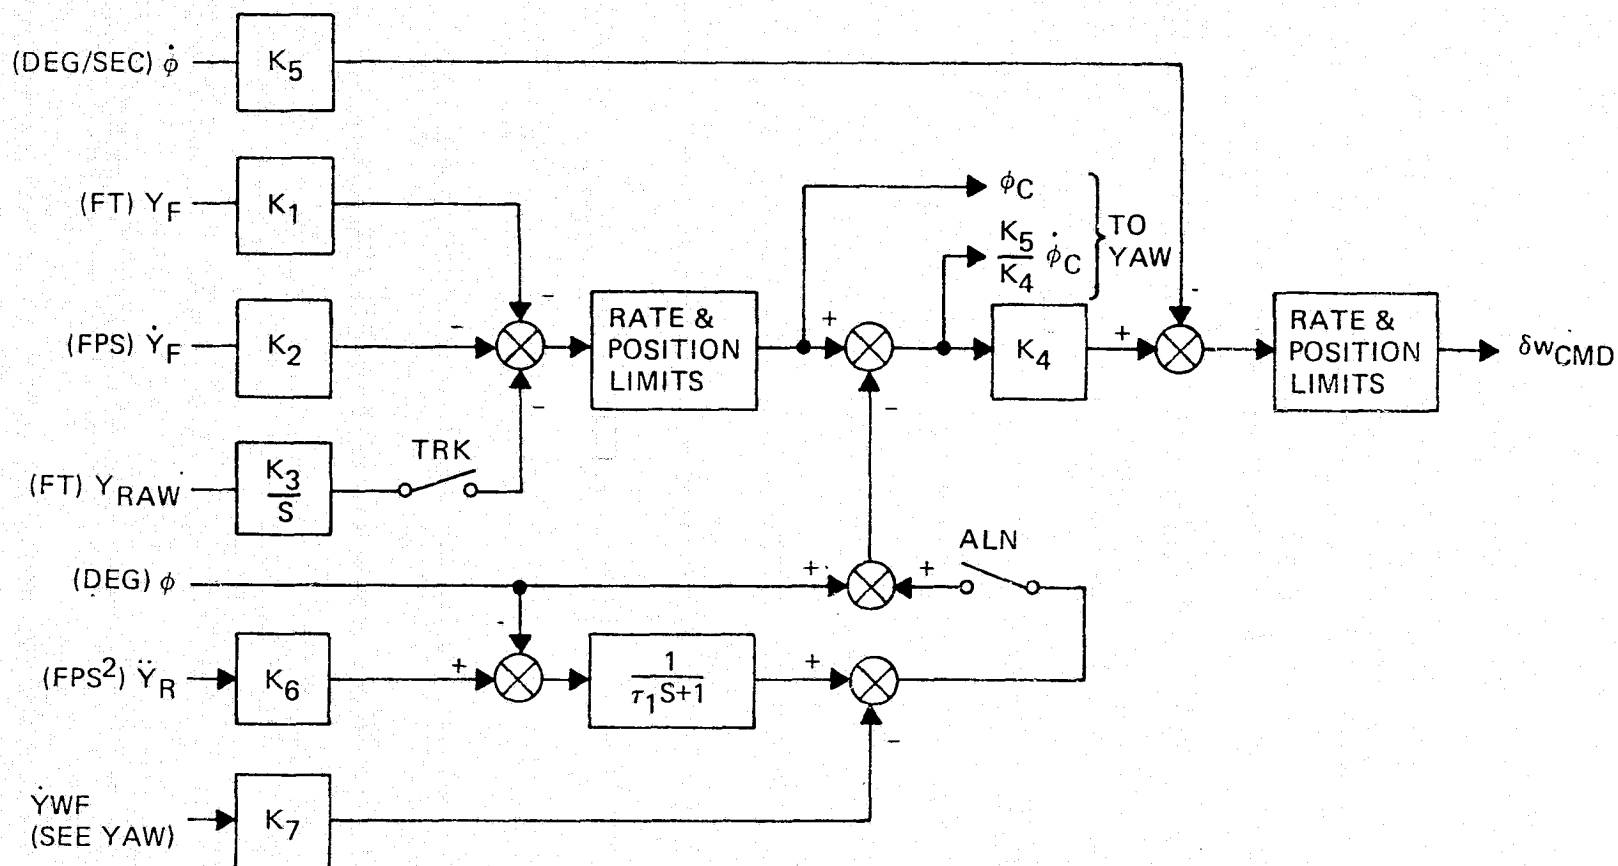 (DEG/SEC) φ̇
K5
(FT) YF
K1
φC
K5
K4
φ̇C
TO
YAW
-
–
(FPS) ẎF
K2
–
RATE &
POSITION
LIMITS
+
K4
+
RATE &
POSITION
LIMITS
δwCMD
–
–
(FT) YRAW
K3
S
TRK
ALN
(DEG) φ
+
+
-
(FPS2) ŸR
K6
+
1
τ1S+1
+
–
ẎWF
(SEE YAW)
K7